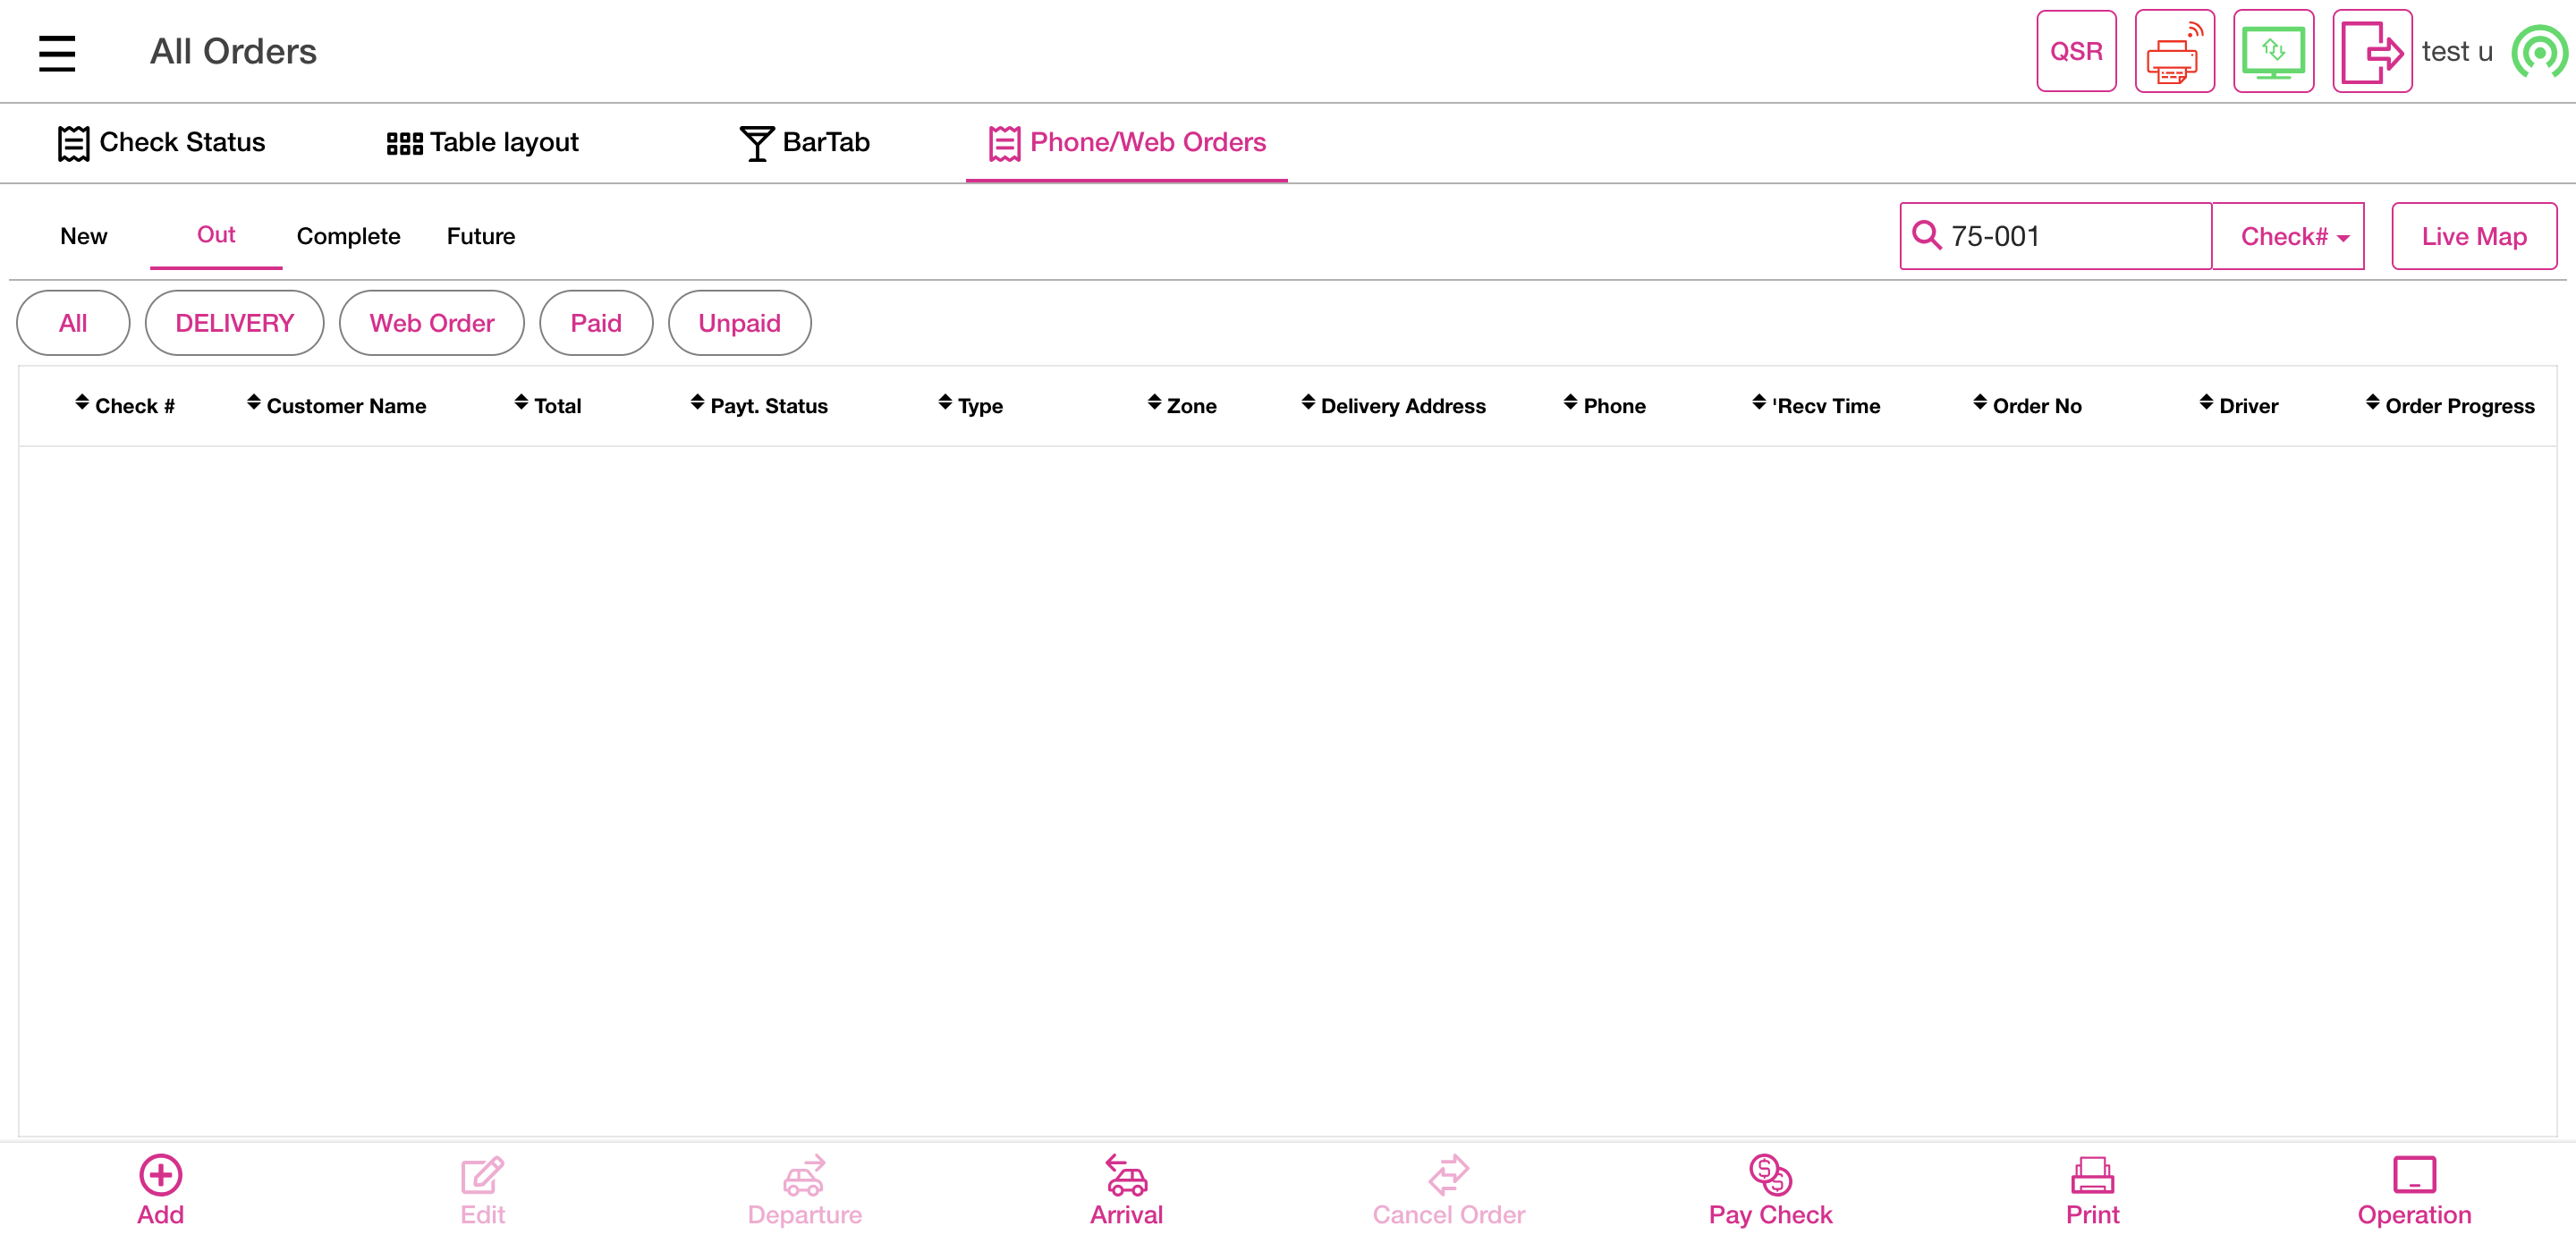 All Orders
QSR
test u
Check Status
Table layout
BarTab
Phone/Web Orders
New
Out
Complete
Future
75-001
Check#
Live Map
All
DELIVERY
Web Order
Paid
Unpaid
Check #
Customer Name
Total
Payt. Status
Type
Zone
Delivery Address
Phone
'Recv Time
Order No
Driver
Order Progress
Add
Edit
Departure
Arrival
Cancel Order
Pay Check
Print
Operation